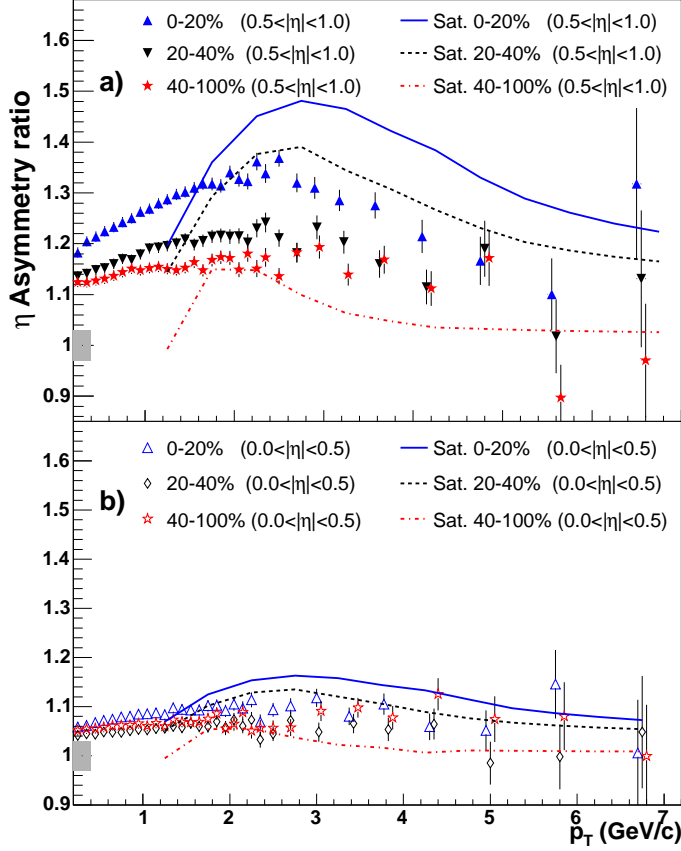 0-20% (0.5<|η|<1.0) Sat. 0-20% (0.5<|η|<1.0)
20-40% (0.5<|η|<1.0) Sat. 20-40% (0.5<|η|<1.0)
a) 40-100% (0.5<|η|<1.0) Sat. 40-100% (0.5<|η|<1.0)
η Asymmetry ratio
1.6
1.5
1.4
1.3
1.2
1.1
1
0.9
0-20% (0.0<|η|<0.5) Sat. 0-20% (0.0<|η|<0.5)
20-40% (0.0<|η|<0.5) Sat. 20-40% (0.0<|η|<0.5)
b) 40-100% (0.0<|η|<0.5) Sat. 40-100% (0.0<|η|<0.5)
1.6
1.5
1.4
1.3
1.2
1.1
1
0.9
1 2 3 4 5 6 7
p_T (GeV/c)